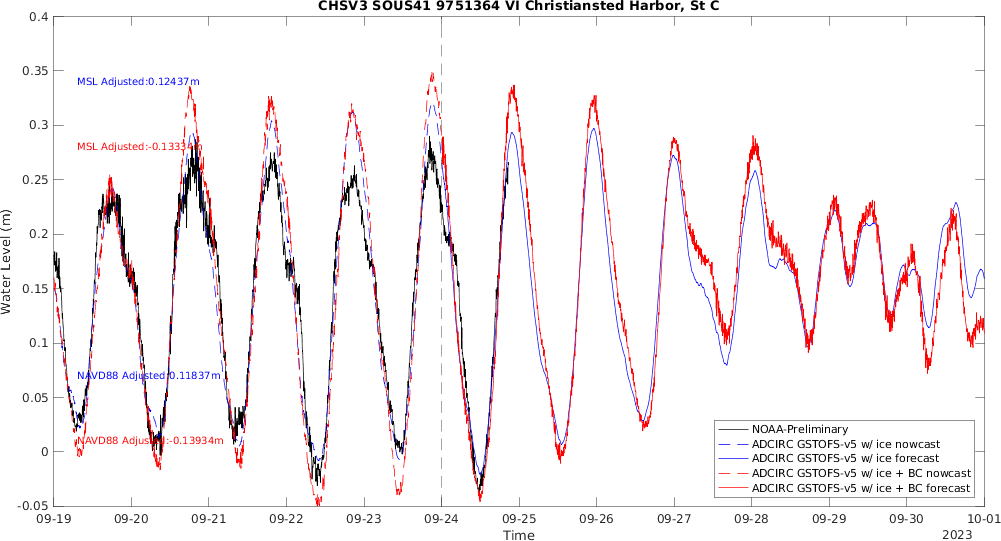 CHSV3 SOUS41 9751364 VI Christiansted Harbor, St C
Water Level (m)
0.4
0.35
0.3
0.25
0.2
0.15
0.1
0.05
0
-0.05
MSL Adjusted:0.12437m
MSL Adjusted:-0.13334m
NAVD88 Adjusted:0.11837m
NAVD88 Adjusted:-0.13934m
NOAA-Preliminary
ADCIRC GSTOFS-v5 w/ ice nowcast
ADCIRC GSTOFS-v5 w/ ice forecast
ADCIRC GSTOFS-v5 w/ ice + BC nowcast
ADCIRC GSTOFS-v5 w/ ice + BC forecast
09-19 09-20 09-21 09-22 09-23 09-24 09-25 09-26 09-27 09-28 09-29 09-30 10-01
Time
2023